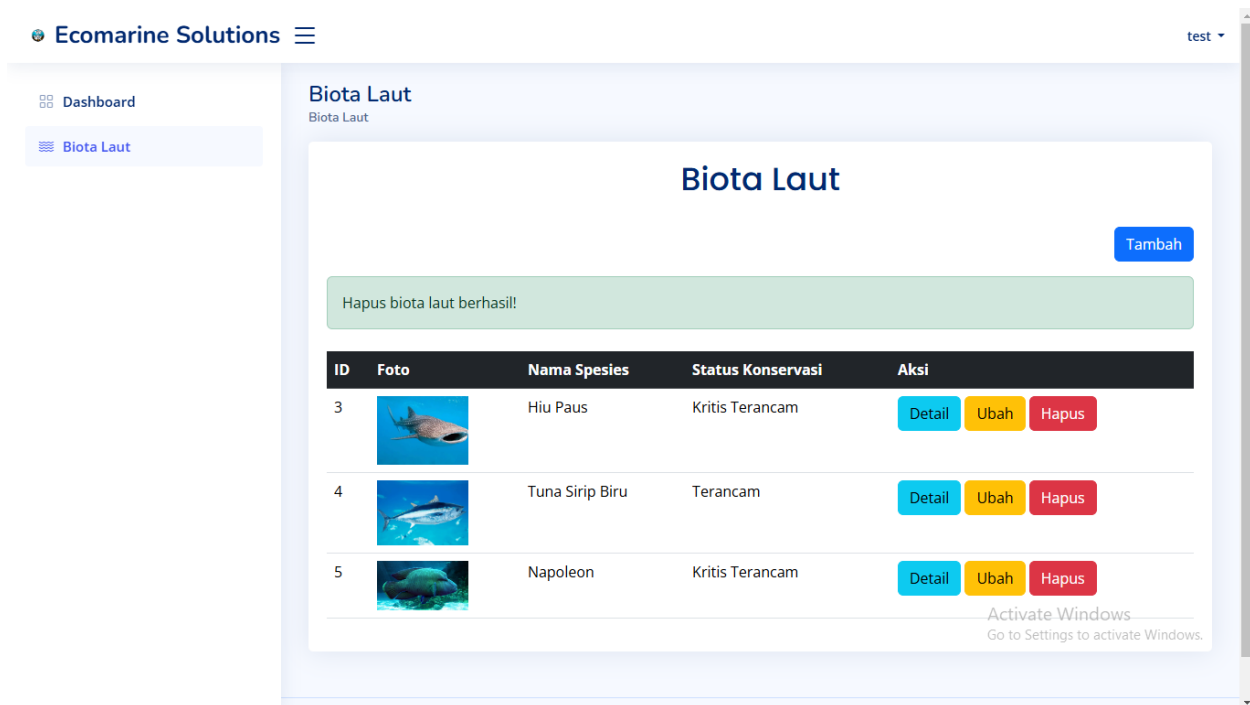 Ecomarine Solutions
test
Dashboard
Biota Laut
Biota Laut
Biota Laut
Biota Laut
Tambah
Hapus biota laut berhasil!
ID Foto Nama Spesies Status Konservasi Aksi
3 Hiu Paus Kritis Terancam Detail Ubah Hapus
4 Tuna Sirip Biru Terancam Detail Ubah Hapus
5 Napoleon Kritis Terancam Detail Ubah Hapus
Activate Windows
Go to Settings to activate Windows.